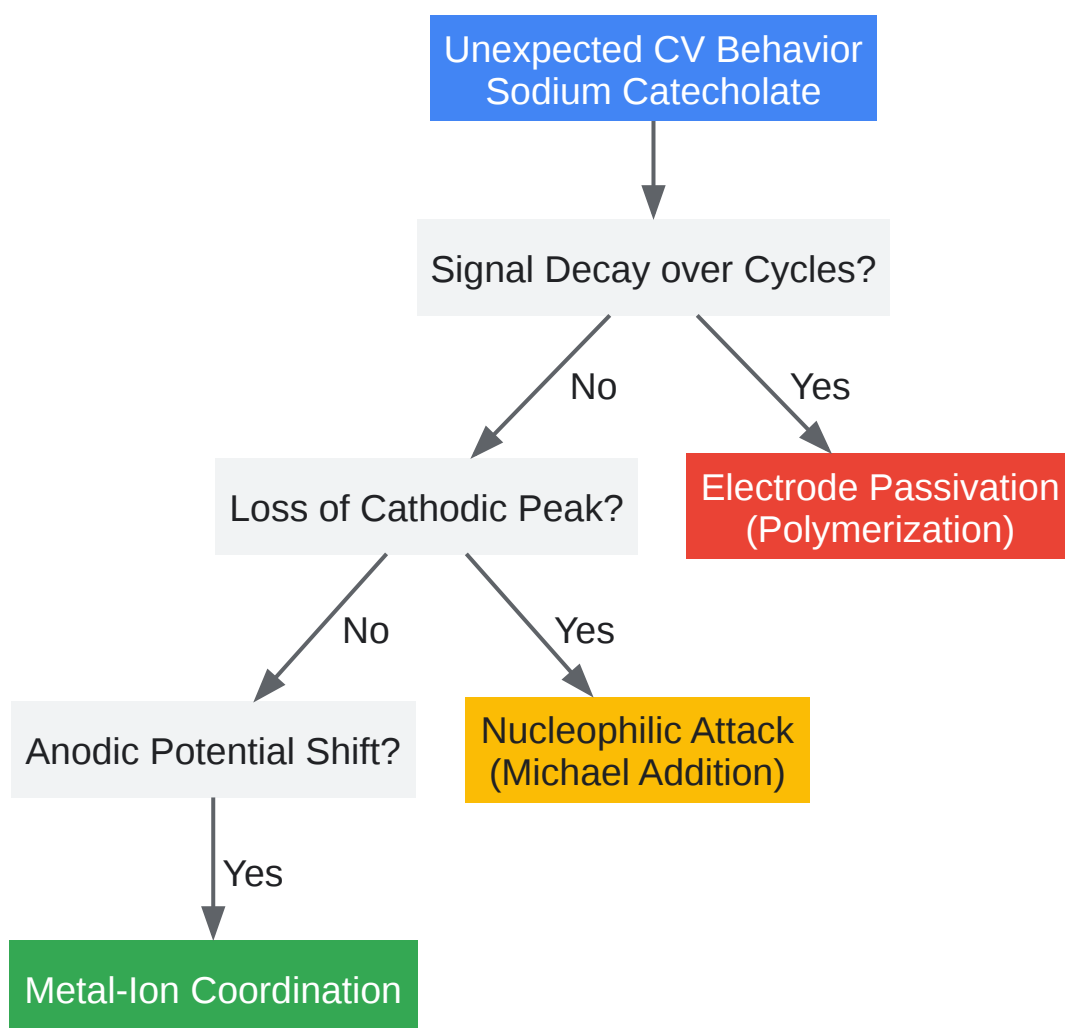 Unexpected CV Behavior
Sodium Catecholate
Signal Decay over Cycles?
No
Yes
Loss of Cathodic Peak?
Electrode Passivation
(Polymerization)
No
Yes
Anodic Potential Shift?
Nucleophilic Attack
(Michael Addition)
Yes
Metal-Ion Coordination